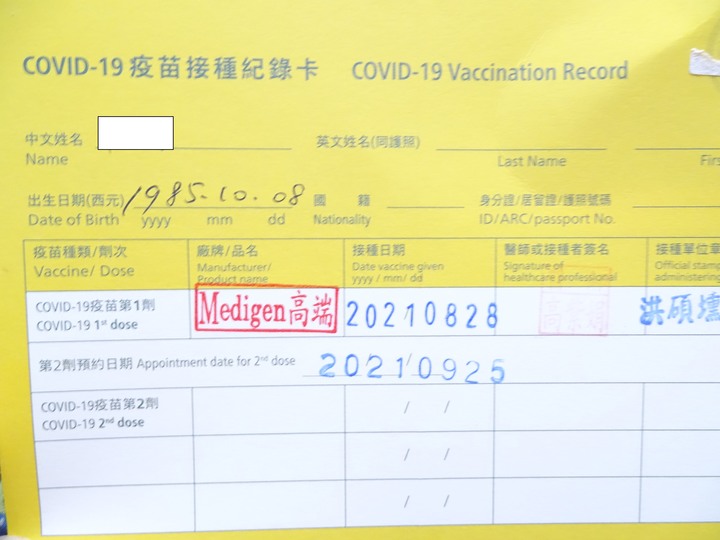 COVID-19 疫苗接種紀錄卡 COVID-19 Vaccination Record
中文姓名 英文姓名(同護照)
Name Last Name Firs
出生日期(西元) 1985.10.08 國籍 身分證/居留證/護照號碼
Date of Birth yyyy mm dd Nationality ID/ARC/passport No.
疫苗種類/劑次 廠牌/品名 接種日期 醫師或接種者簽名 接種單位章
Vaccine/ Dose Manufacturer/ Product name Date vaccine given yyyy / mm/ dd Signature of healthcare professional Official stamp administering
COVID-19疫苗第1劑 Medigen高端 20210828 洪碩
COVID-19 1st dose
第2劑預約日期 Appointment date for 2nd dose 20210925
COVID-19疫苗第2劑 / /
COVID-19 2nd dose
/ /
/ /